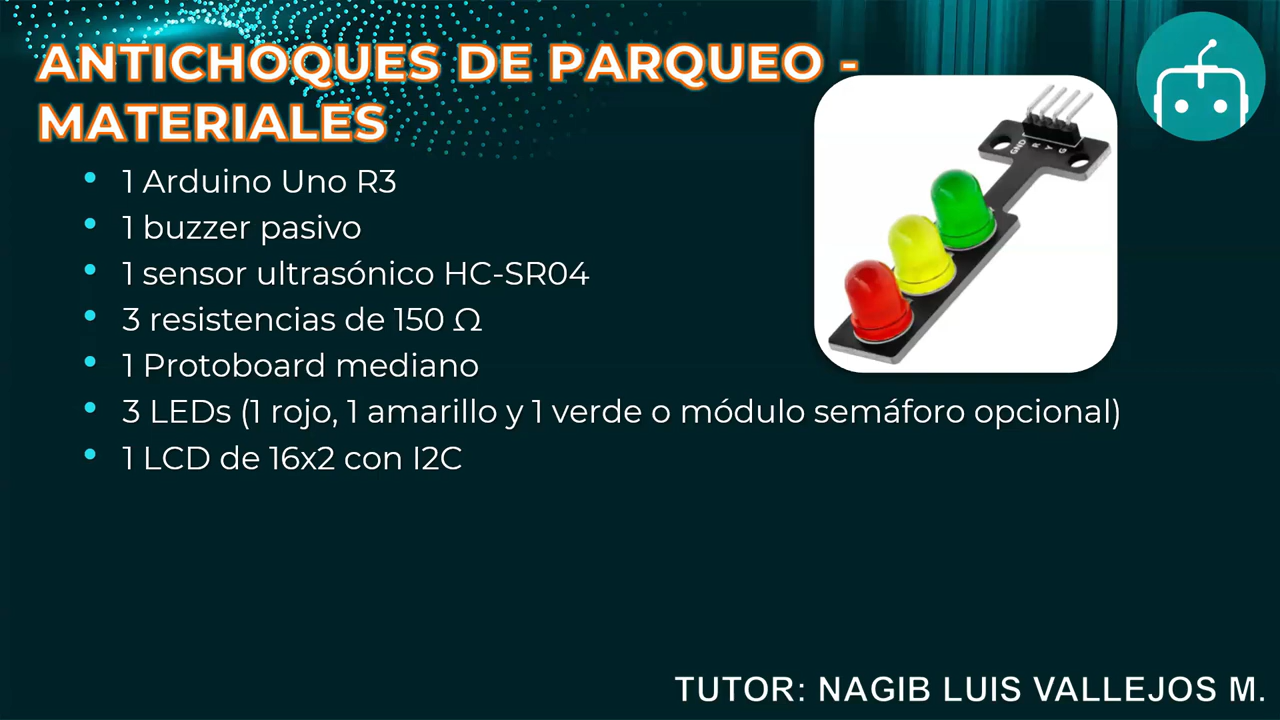 ANTICHOQUES DE PARQUEO -
MATERIALES
• 1 Arduino Uno R3
• 1 buzzer pasivo
• 1 sensor ultrasónico HC-SR04
• 3 resistencias de 150 Ω
• 1 Protoboard mediano
• 3 LEDs (1 rojo, 1 amarillo y 1 verde o módulo semáforo opcional)
• 1 LCD de 16x2 con I2C
GND R Y G
TUTOR: NAGIB LUIS VALLEJOS M.